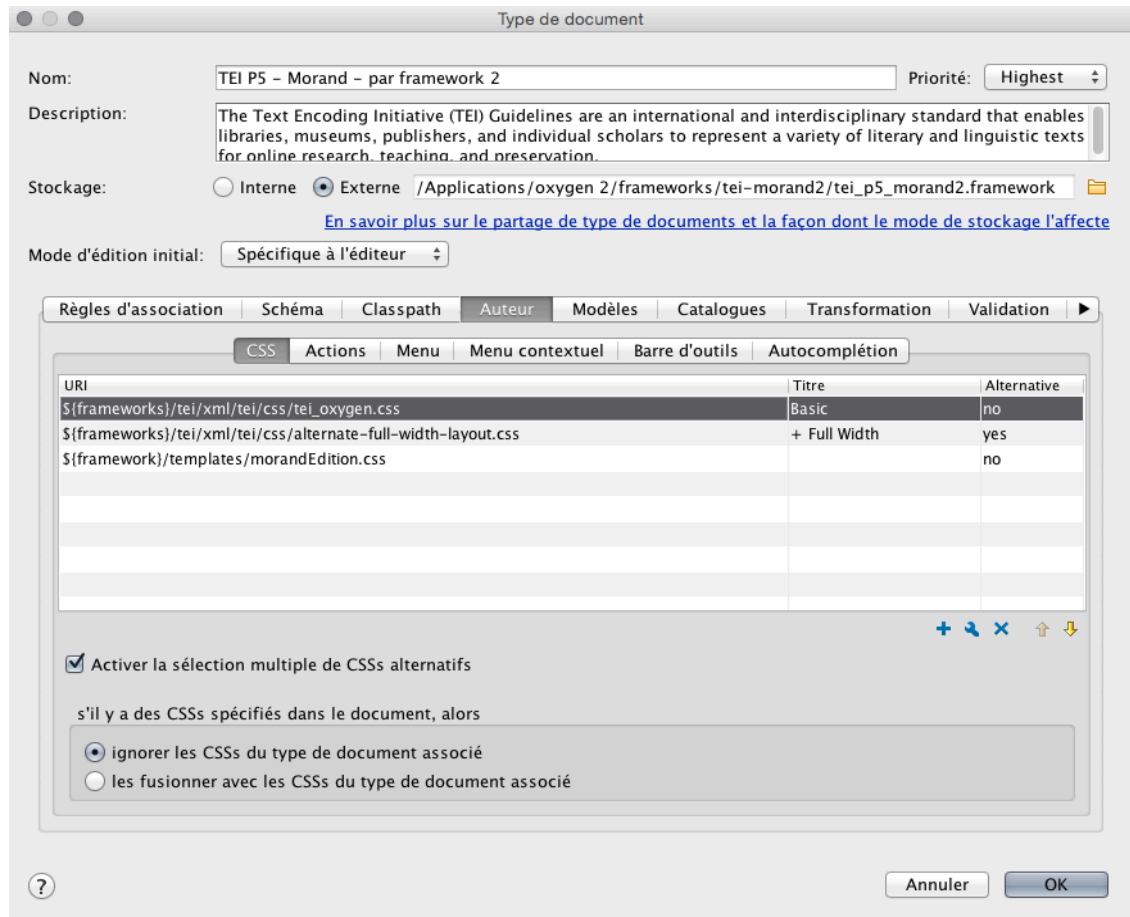 Type de document
Nom: TEI P5 – Morand – par framework 2 Priorité: Highest
Description: The Text Encoding Initiative (TEI) Guidelines are an international and interdisciplinary standard that enables
libraries, museums, publishers, and individual scholars to represent a variety of literary and linguistic texts
for online research, teaching, and preservation.
Stockage: Interne Externe /Applications/oxygen 2/frameworks/tei-morand2/tei_p5_morand2.framework
En savoir plus sur le partage de type de documents et la façon dont le mode de stockage l'affecte
Mode d'édition initial: Spécifique à l'éditeur
Règles d'association Schéma Classpath Auteur Modèles Catalogues Transformation Validation
CSS Actions Menu Menu contextuel Barre d'outils Autocomplétion
URI Titre Alternative
${frameworks}/tei/xml/tei/css/tei_oxygen.css Basic no
${frameworks}/tei/xml/tei/css/alternate-full-width-layout.css + Full Width yes
${framework}/templates/morandEdition.css no
Activer la sélection multiple de CSSs alternatifs
s'il y a des CSSs spécifiés dans le document, alors
ignorer les CSSs du type de document associé
les fusionner avec les CSSs du type de document associé
? Annuler OK